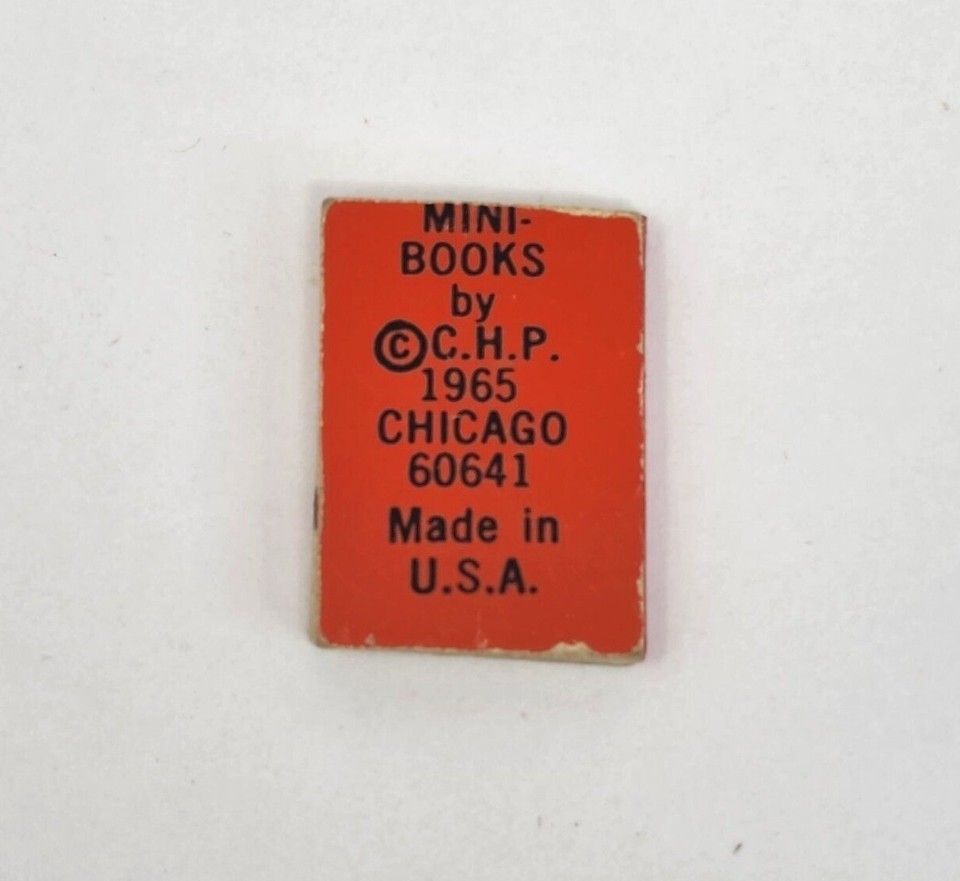 MINI-
BOOKS
by
©C.H.P.
1965
CHICAGO
60641
Made in
U.S.A.